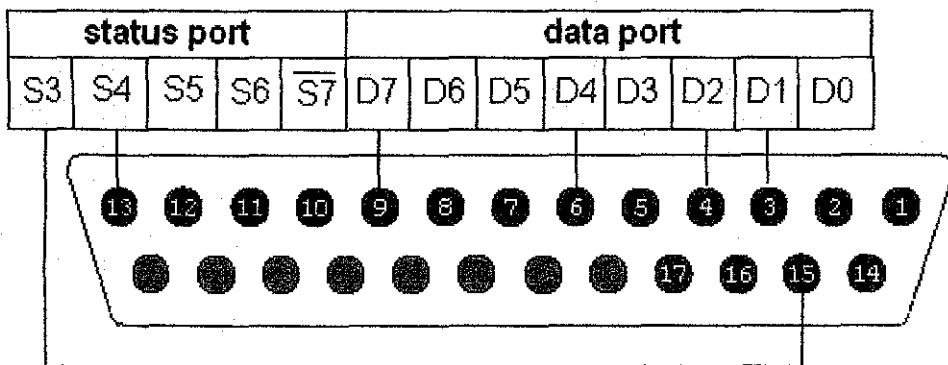 status port data port
S3 S4 S5 S6 S̅7̅ D7 D6 D5 D4 D3 D2 D1 D0
13 12 11 10 9 8 7 6 5 4 3 2 1
17 16 15 14